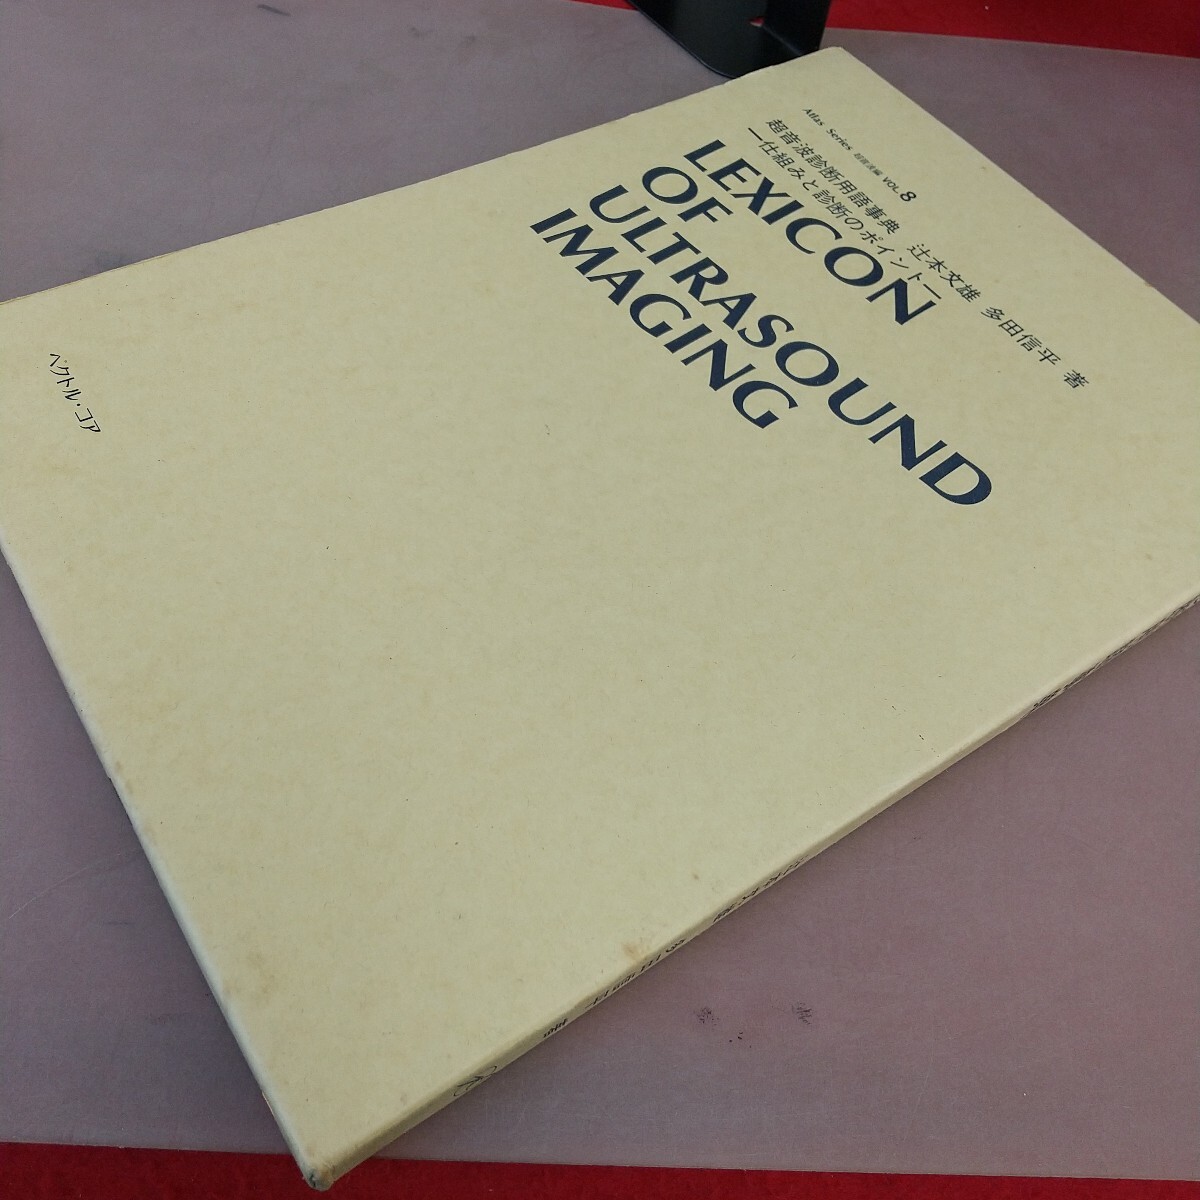 Atlas Series 超音波編 VOL.8
超音波診断用語事典 辻本文雄 多田信平 著
—仕組みと診断のポイント—
LEXICON
OF
ULTRASOUND
IMAGING
ベクトル・コア